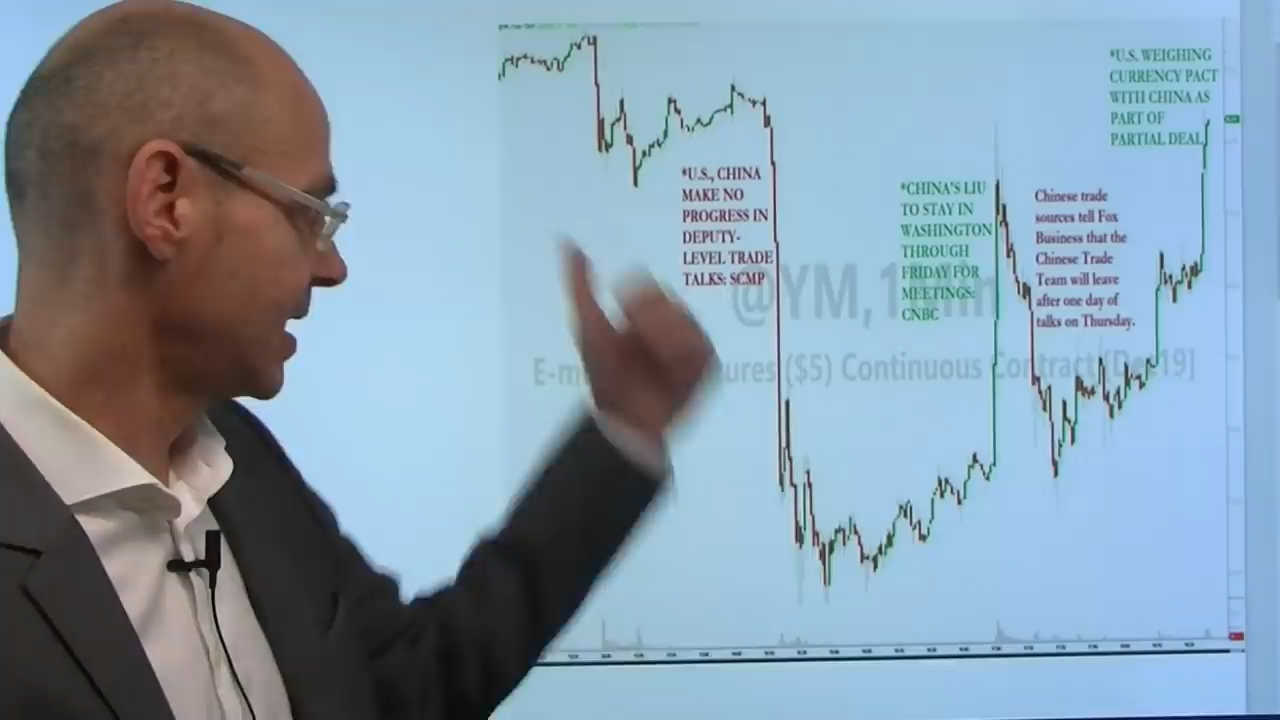 *U.S. WEIGHING
CURRENCY PACT
WITH CHINA AS
PART OF
PARTIAL DEAL
*U.S., CHINA
MAKE NO
PROGRESS IN
DEPUTY-
LEVEL TRADE
TALKS: SCMP
*CHINA'S LIU
TO STAY IN
WASHINGTON
THROUGH
FRIDAY FOR
MEETINGS:
CNBC
Chinese trade
sources tell Fox
Business that the
Chinese Trade
Team will leave
after one day of
talks on Thursday.
@YM,1
($5) Continuous Contract [Dec19]